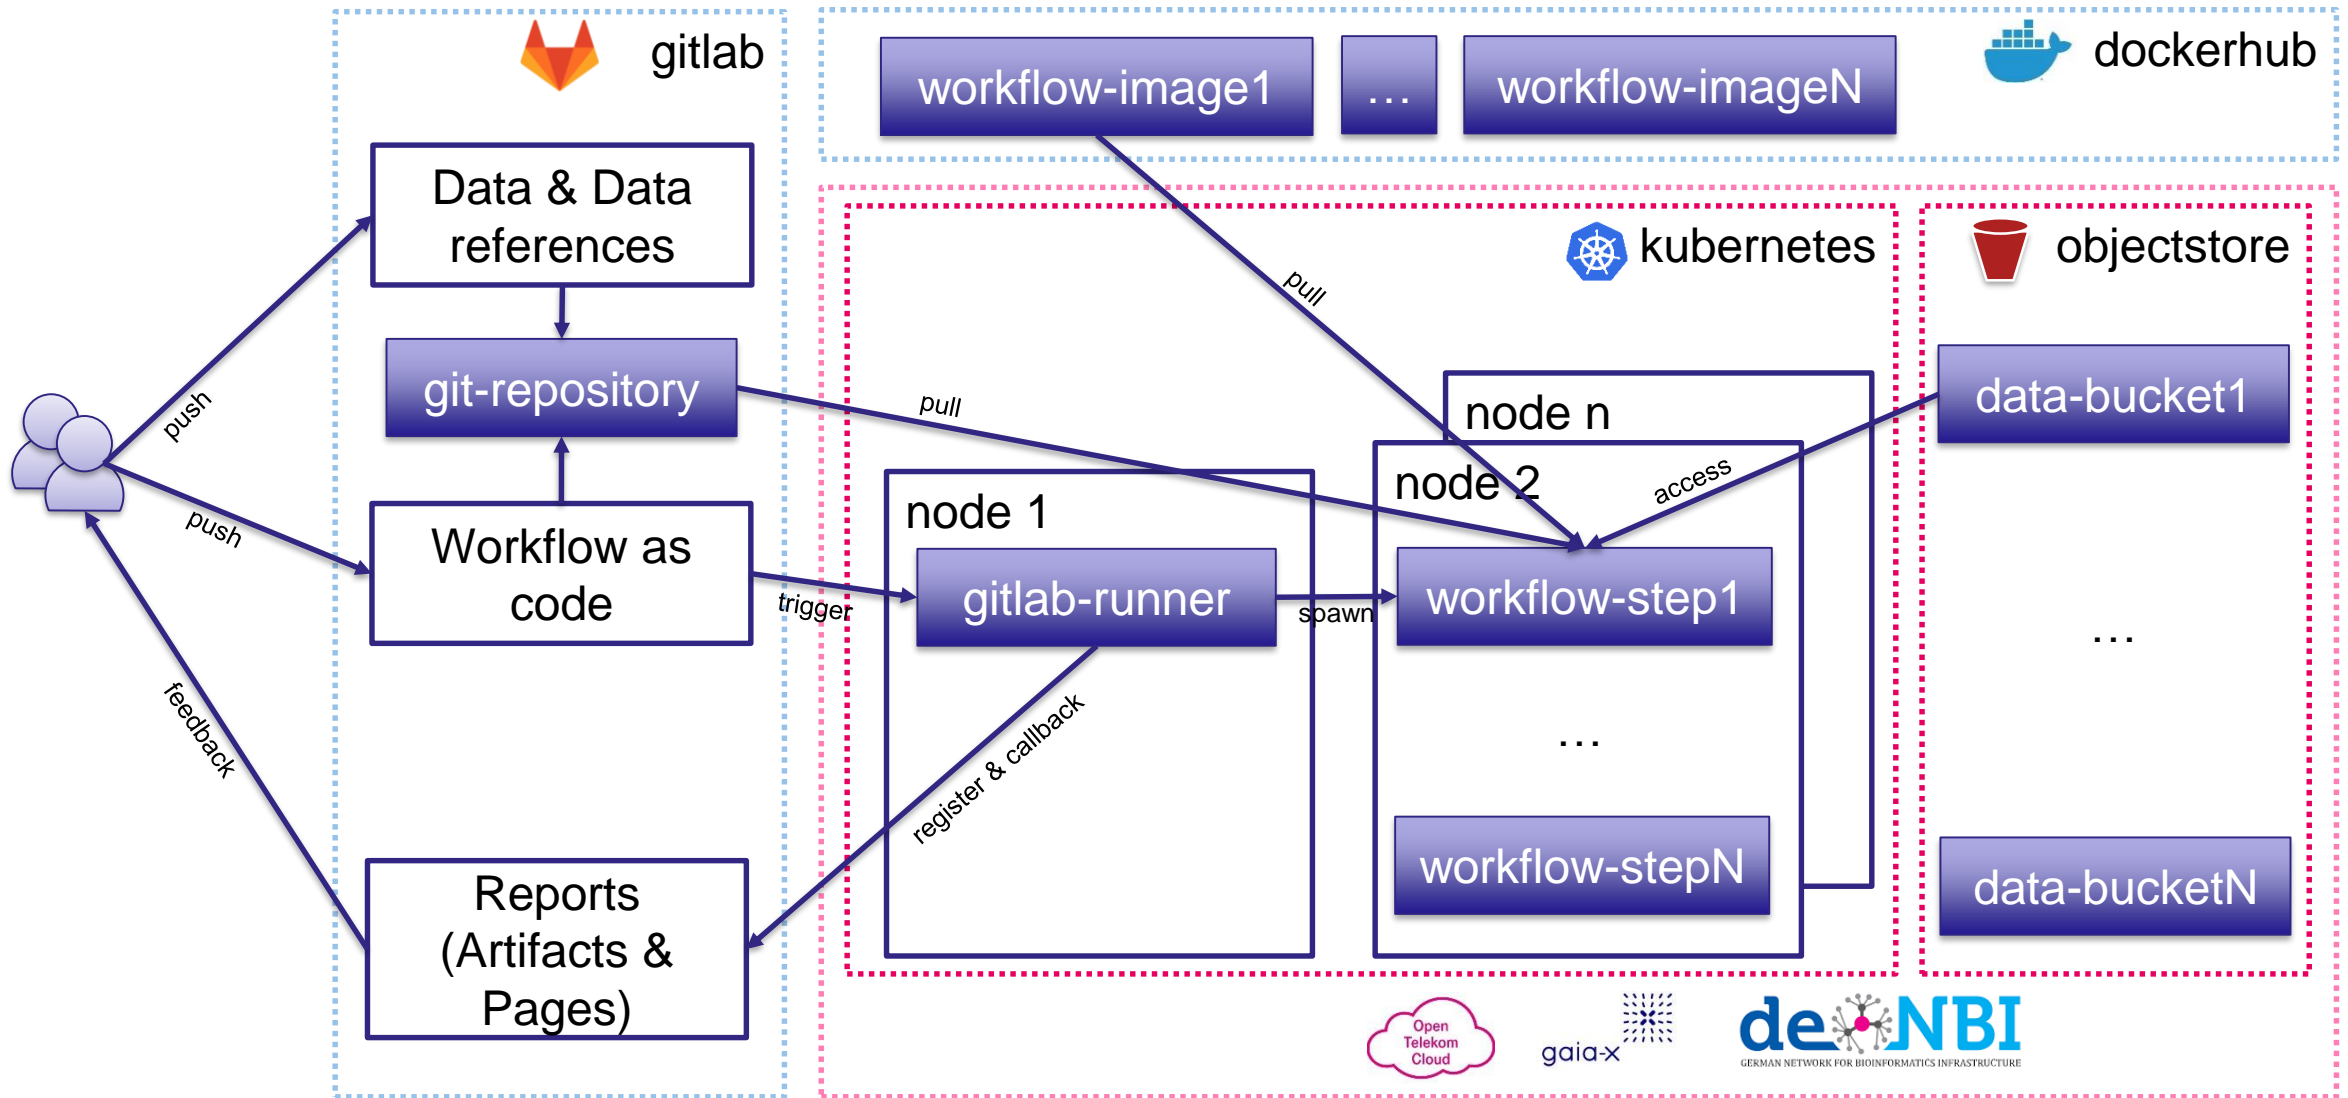 gitlab
dockerhub
workflow-image1
...
workflow-imageN
Data & Data
references
kubernetes
objectstore
pull
git-repository
push
pull
data-bucket1
node n
node 2
access
node 1
push
Workflow as
code
gitlab-runner
workflow-step1
trigger
spawn
...
feedback
register & callback
...
workflow-stepN
data-bucketN
Reports
(Artifacts &
Pages)
Open
Telekom
Cloud
gaia-x
de NBI
GERMAN NETWORK FOR BIOINFORMATICS INFRASTRUCTURE